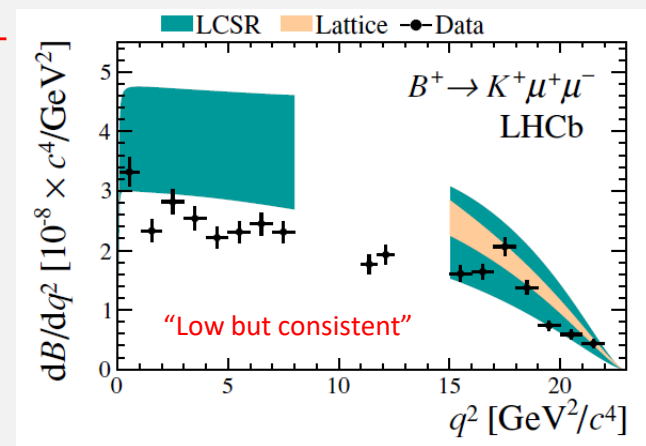 LCSR Lattice Data
B⁺ → K⁺μ⁺μ⁻
LHCb
dB/dq² [10⁻⁸ × c⁴/GeV²]
5
4
3
2
1
0
"Low but consistent"
0 5 10 15 20
q² [GeV²/c⁴]